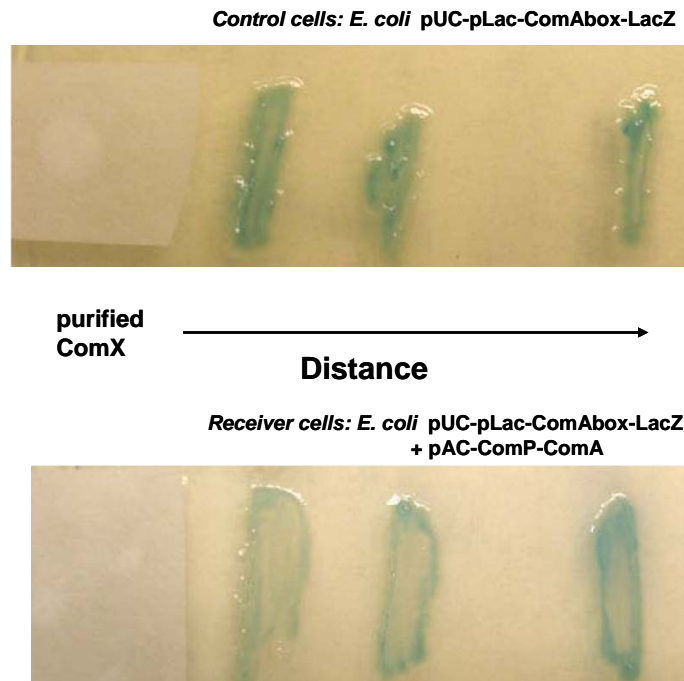 Control cells: E. coli pUC-pLac-ComAbox-LacZ
purified
ComX
Distance
Receiver cells: E. coli pUC-pLac-ComAbox-LacZ
+ pAC-ComP-ComA